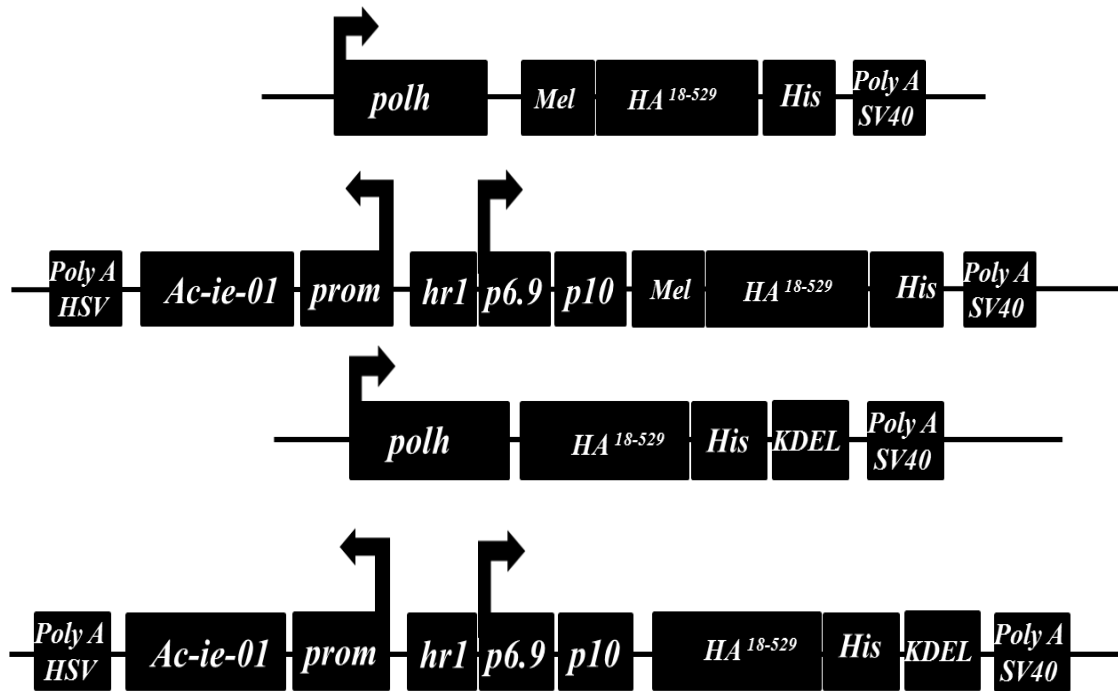 polh Mel HA 18-529 His Poly A SV40
Poly A HSV Ac-ie-01 prom hr1 p6.9 p10 Mel HA 18-529 His Poly A SV40
polh HA 18-529 His KDEL Poly A SV40
Poly A HSV Ac-ie-01 prom hr1 p6.9 p10 HA 18-529 His KDEL Poly A SV40